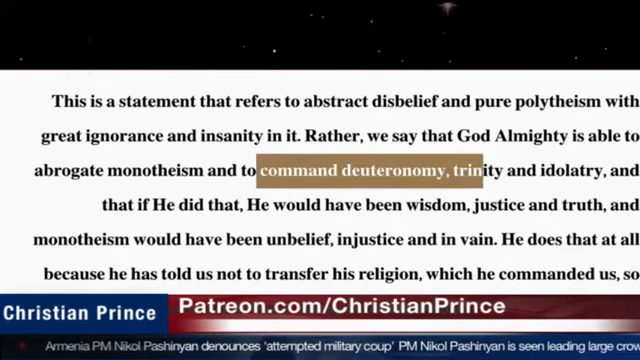 This is a statement that refers to abstract disbelief and pure polytheism with
great ignorance and insanity in it. Rather, we say that God Almighty is able to
abrogate monotheism and to command deuteronomy, trinity and idolatry, and
that if He did that, He would have been wisdom, justice and truth, and
monotheism would have been unbelief, injustice and in vain. He does that at all
because he has told us not to transfer his religion, which he commanded us, so
Christian Prince
Patreon.com/ChristianPrince
Armenia PM Nikol Pashinyan denounces 'attempted military coup' PM Nikol Pashinyan is seen leading large crow